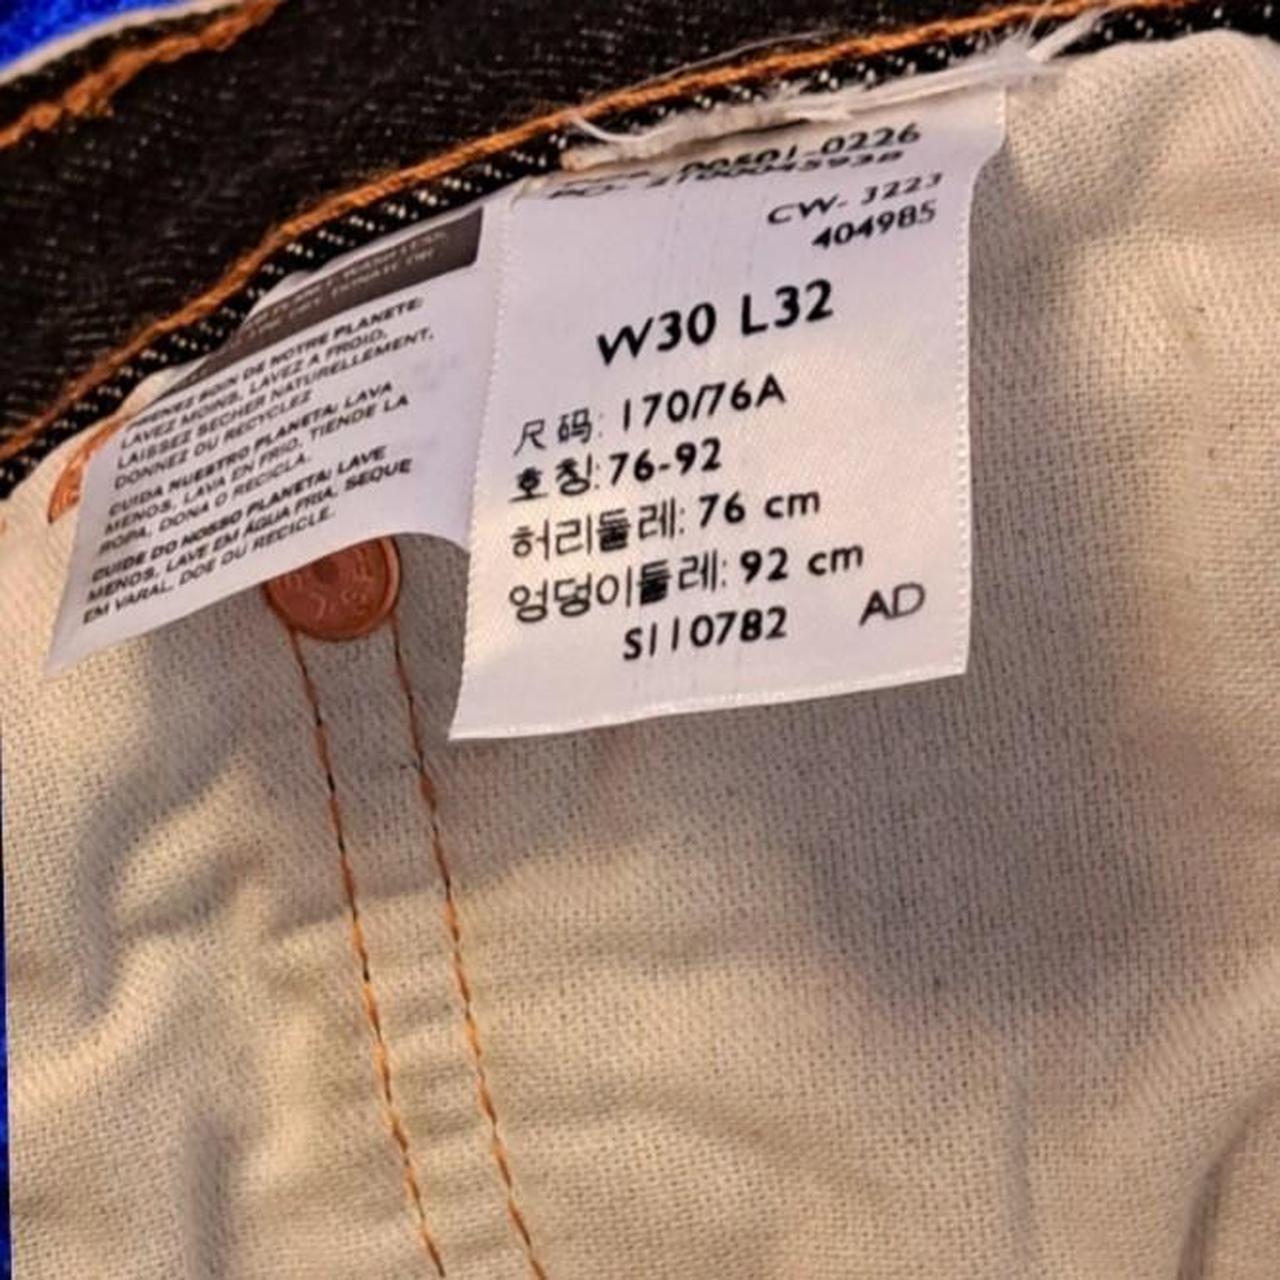 PRENEZ SOIN DE NOTRE PLANETE:
LAVEZ MOINS, LAVEZ A FROID,
LAISSEZ SECHER NATURELLEMENT,
DONNEZ OU RECYCLEZ
CUIDA NUESTRO PLANETA: LAVA
MENOS, LAVA EN FRIO, TIENDE LA
ROPA, DONA O RECICLA.
CUIDE DO NOSSO PLANETA: LAVE
MENOS, LAVE EM ÁGUA FRIA, SEQUE
EM VARAL, DOE OU RECICLE.
00501-0226
CW- 3223
404985
W30 L32
尺码: 170/76A
호칭: 76-92
허리둘레: 76 cm
엉덩이둘레: 92 cm
S110782 AD